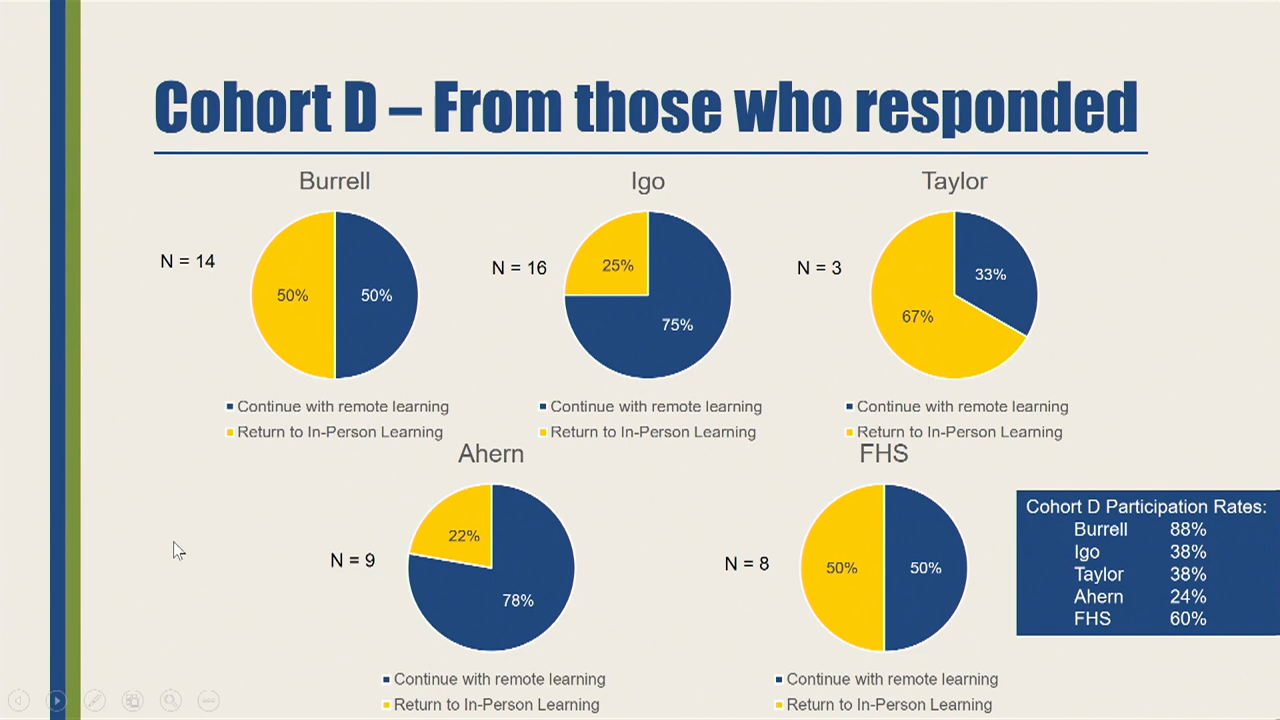 Cohort D – From those who responded
Burrell
N = 14
50%
50%
Continue with remote learning
Return to In-Person Learning
Igo
N = 16
25%
75%
Continue with remote learning
Return to In-Person Learning
Taylor
N = 3
33%
67%
Continue with remote learning
Return to In-Person Learning
Ahern
N = 9
22%
78%
Continue with remote learning
Return to In-Person Learning
FHS
N = 8
50%
50%
Continue with remote learning
Return to In-Person Learning
Cohort D Participation Rates:
Burrell 88%
Igo 38%
Taylor 38%
Ahern 24%
FHS 60%